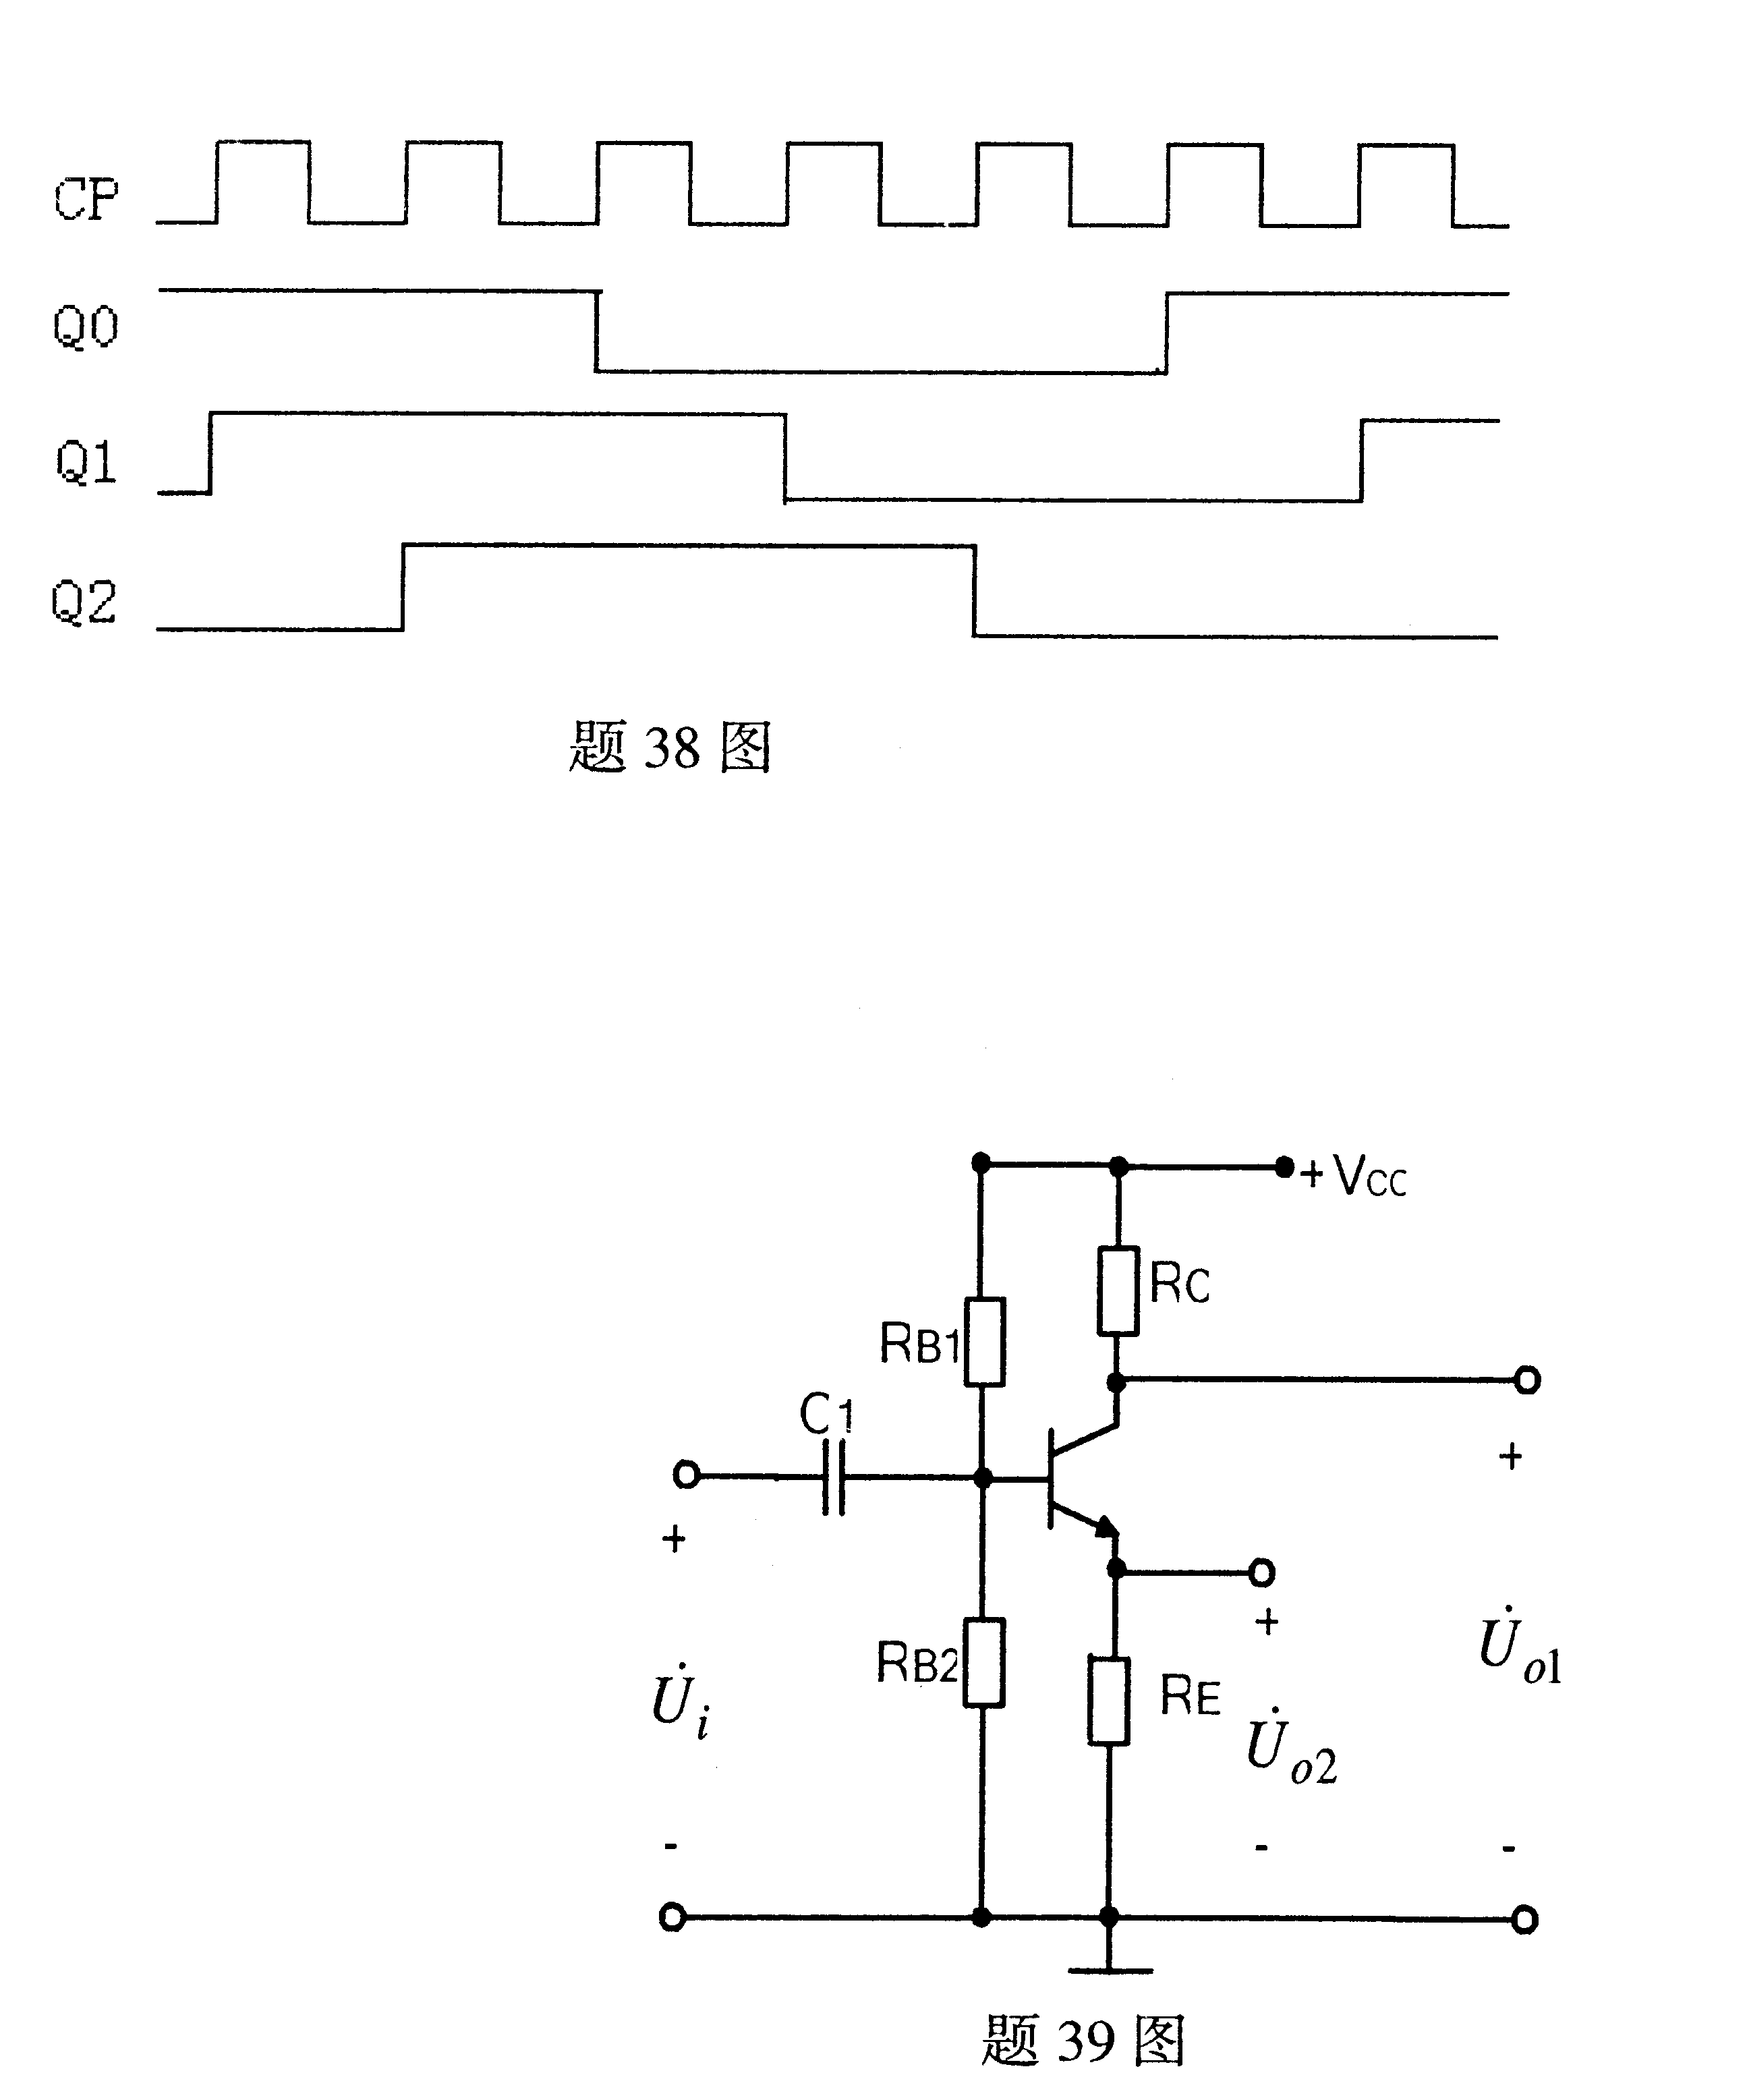 CP
Q0
Q1
Q2
题 38 图
+ VCC
RC
RB1
C1
+
+
+
RB2
RE
U̇i
U̇o2
U̇o1
-
-
-
题 39 图